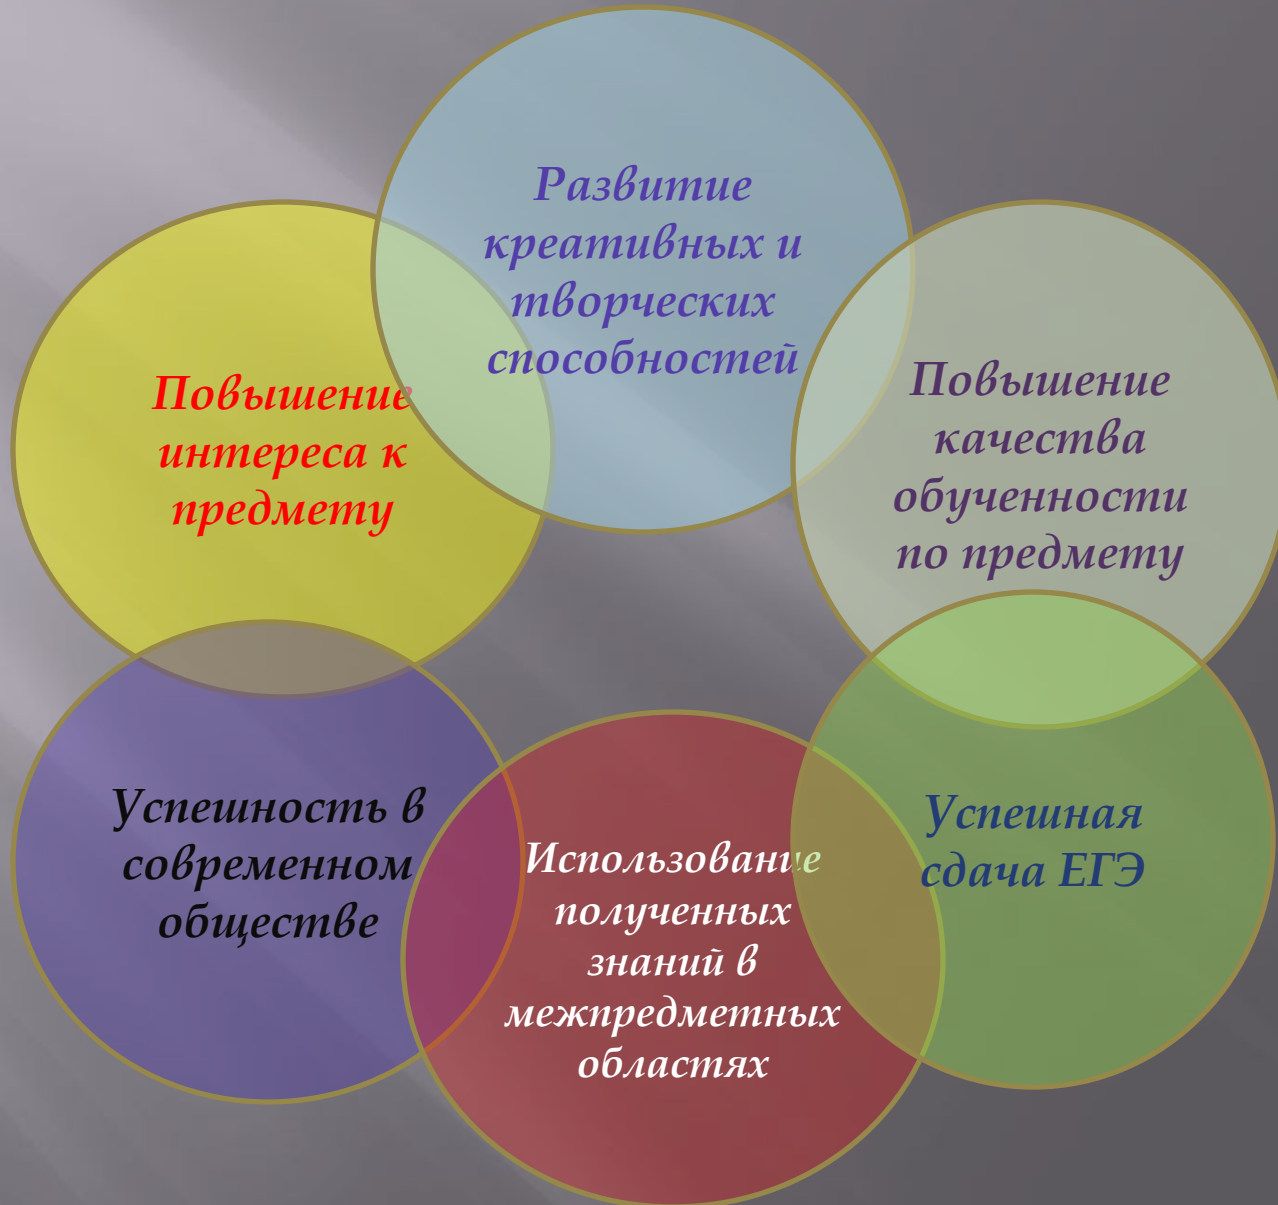 Развитие
креативных и
творческих
способностей
Повышение
интереса к
предмету
Повышение
качества
обученности
по предмету
Успешность в
современном
обществе
Использование
полученных
знаний в
межпредметных
областях
Успешная
сдача ЕГЭ